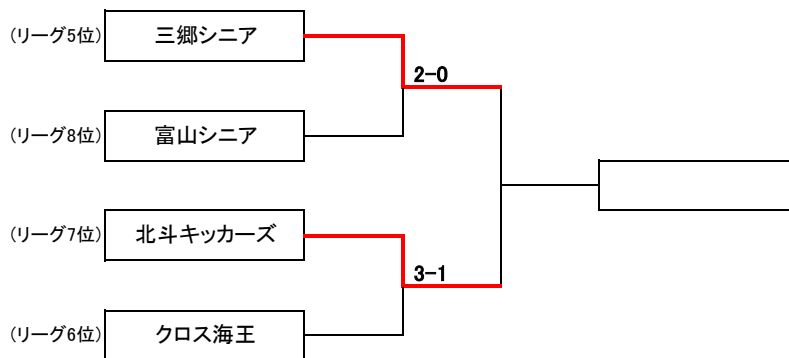 (リーグ5位) 三郷シニア
2-0
(リーグ8位) 富山シニア
(リーグ7位) 北斗キッカーズ
3-1
(リーグ6位) クロス海王